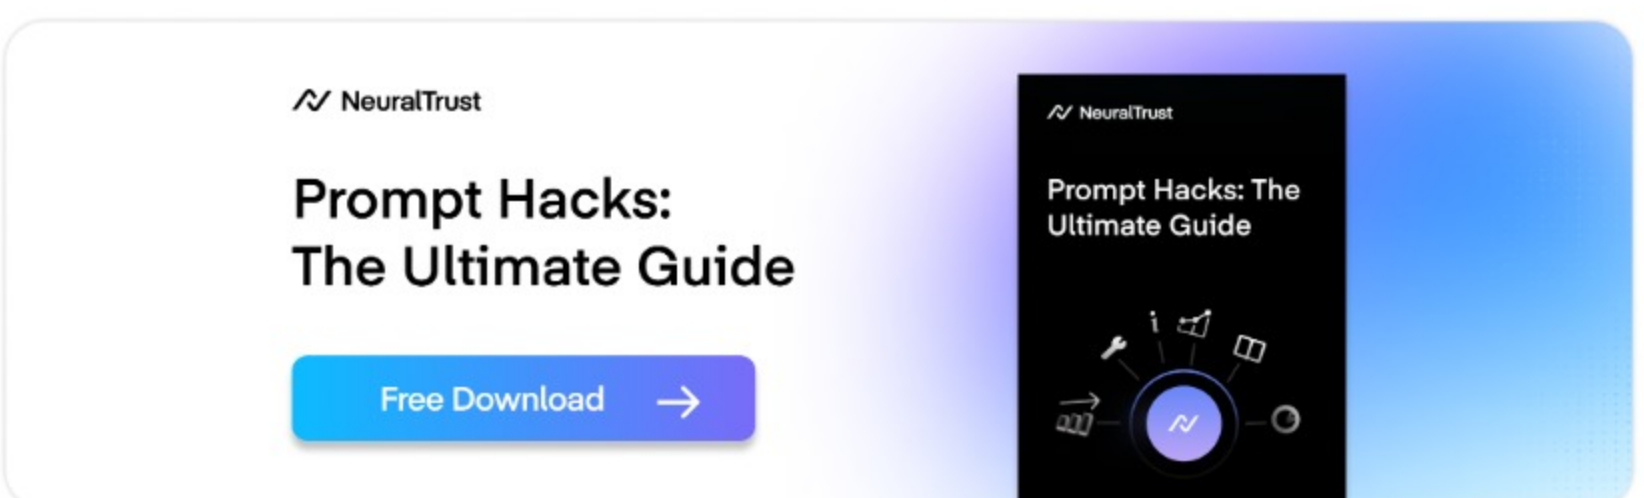 NeuralTrust
Prompt Hacks:
The Ultimate Guide
Free Download
NeuralTrust
Prompt Hacks: The
Ultimate Guide